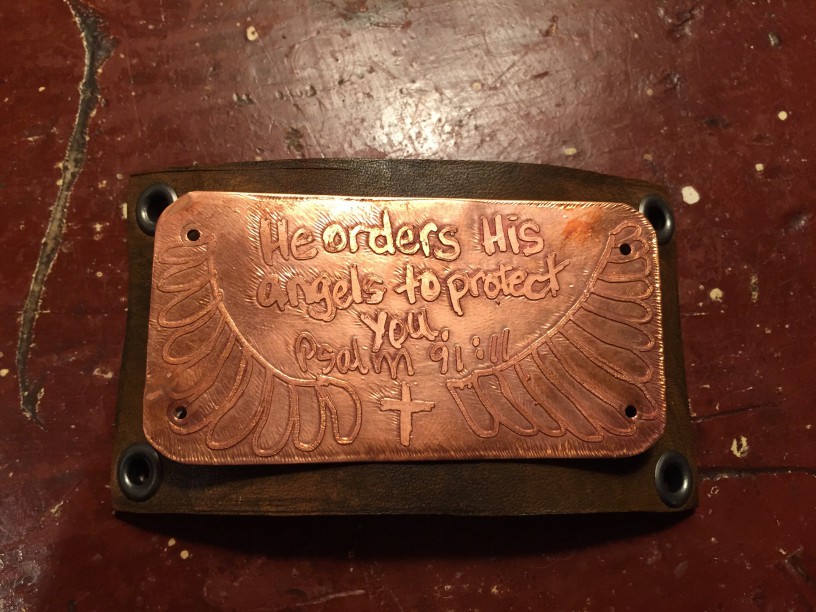 He orders His
angels to protect
you.
Psalm 91:11